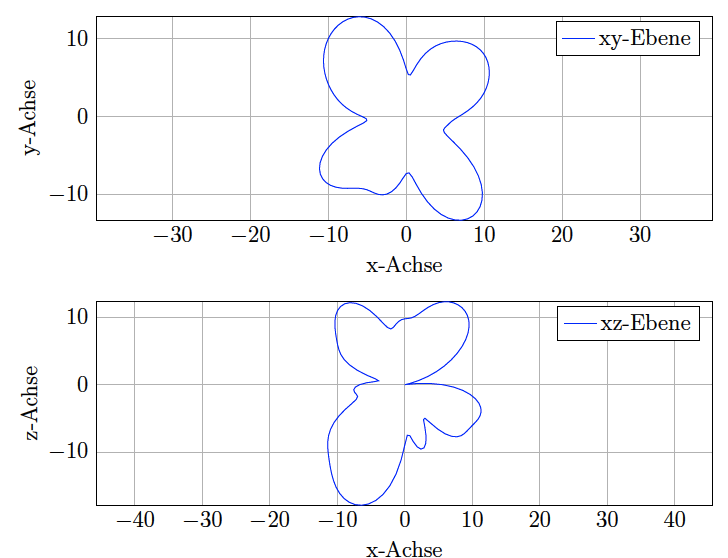 xy-Ebene
10
0
−10
y-Achse
−30 −20 −10 0 10 20 30
x-Achse
xz-Ebene
10
0
−10
z-Achse
−40 −30 −20 −10 0 10 20 30 40
x-Achse